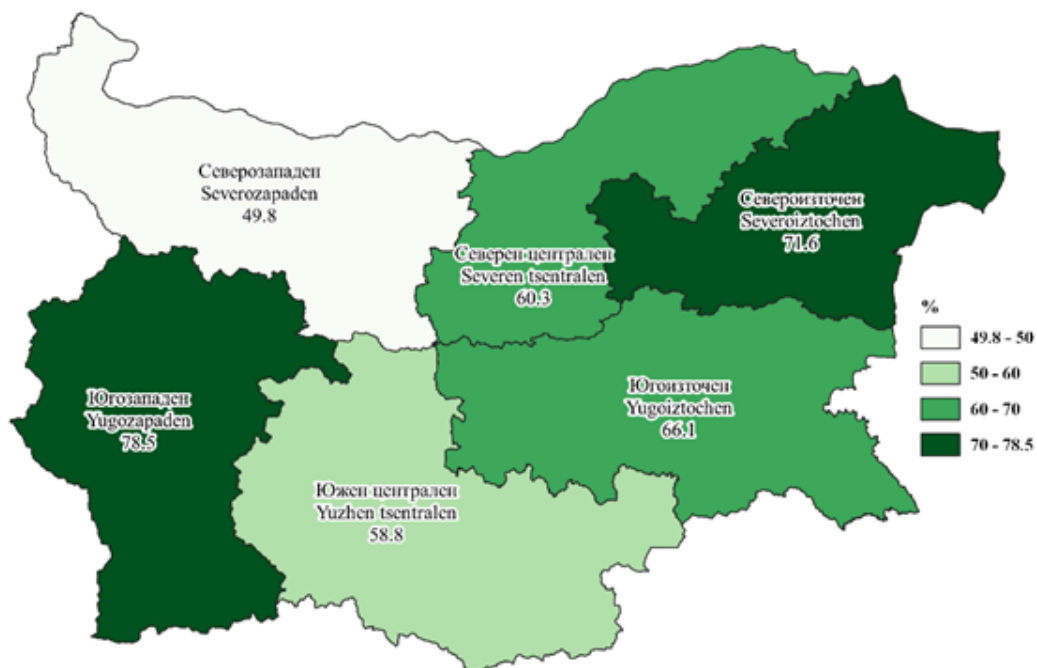 Северозападен
Severozapaden
49.8
Североизточен
Severoiztochen
71.6
Северен централен
Severen tsentralen
60.3
%
49.8 - 50
50 - 60
60 - 70
70 - 78.5
Югозападен
Yugozapaden
78.5
Югоизточен
Yugoiztochen
66.1
Южен централен
Yuzhen tsentralen
58.8